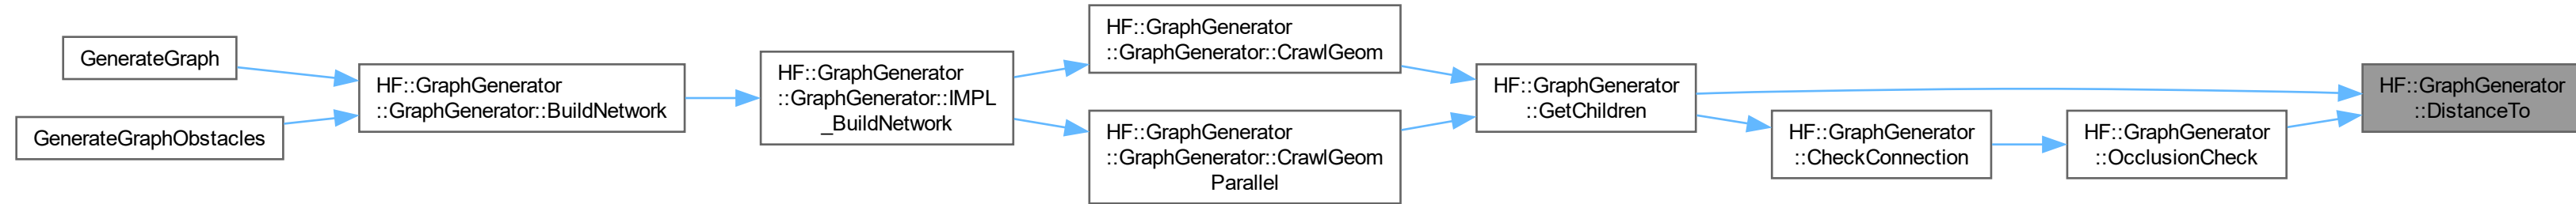 GenerateGraph
GenerateGraphObstacles
HF::GraphGenerator
::GraphGenerator::BuildNetwork
HF::GraphGenerator
::GraphGenerator::IMPL
_BuildNetwork
HF::GraphGenerator
::GraphGenerator::CrawlGeom
HF::GraphGenerator
::GraphGenerator::CrawlGeom
Parallel
HF::GraphGenerator
::GetChildren
HF::GraphGenerator
::CheckConnection
HF::GraphGenerator
::OcclusionCheck
HF::GraphGenerator
::DistanceTo